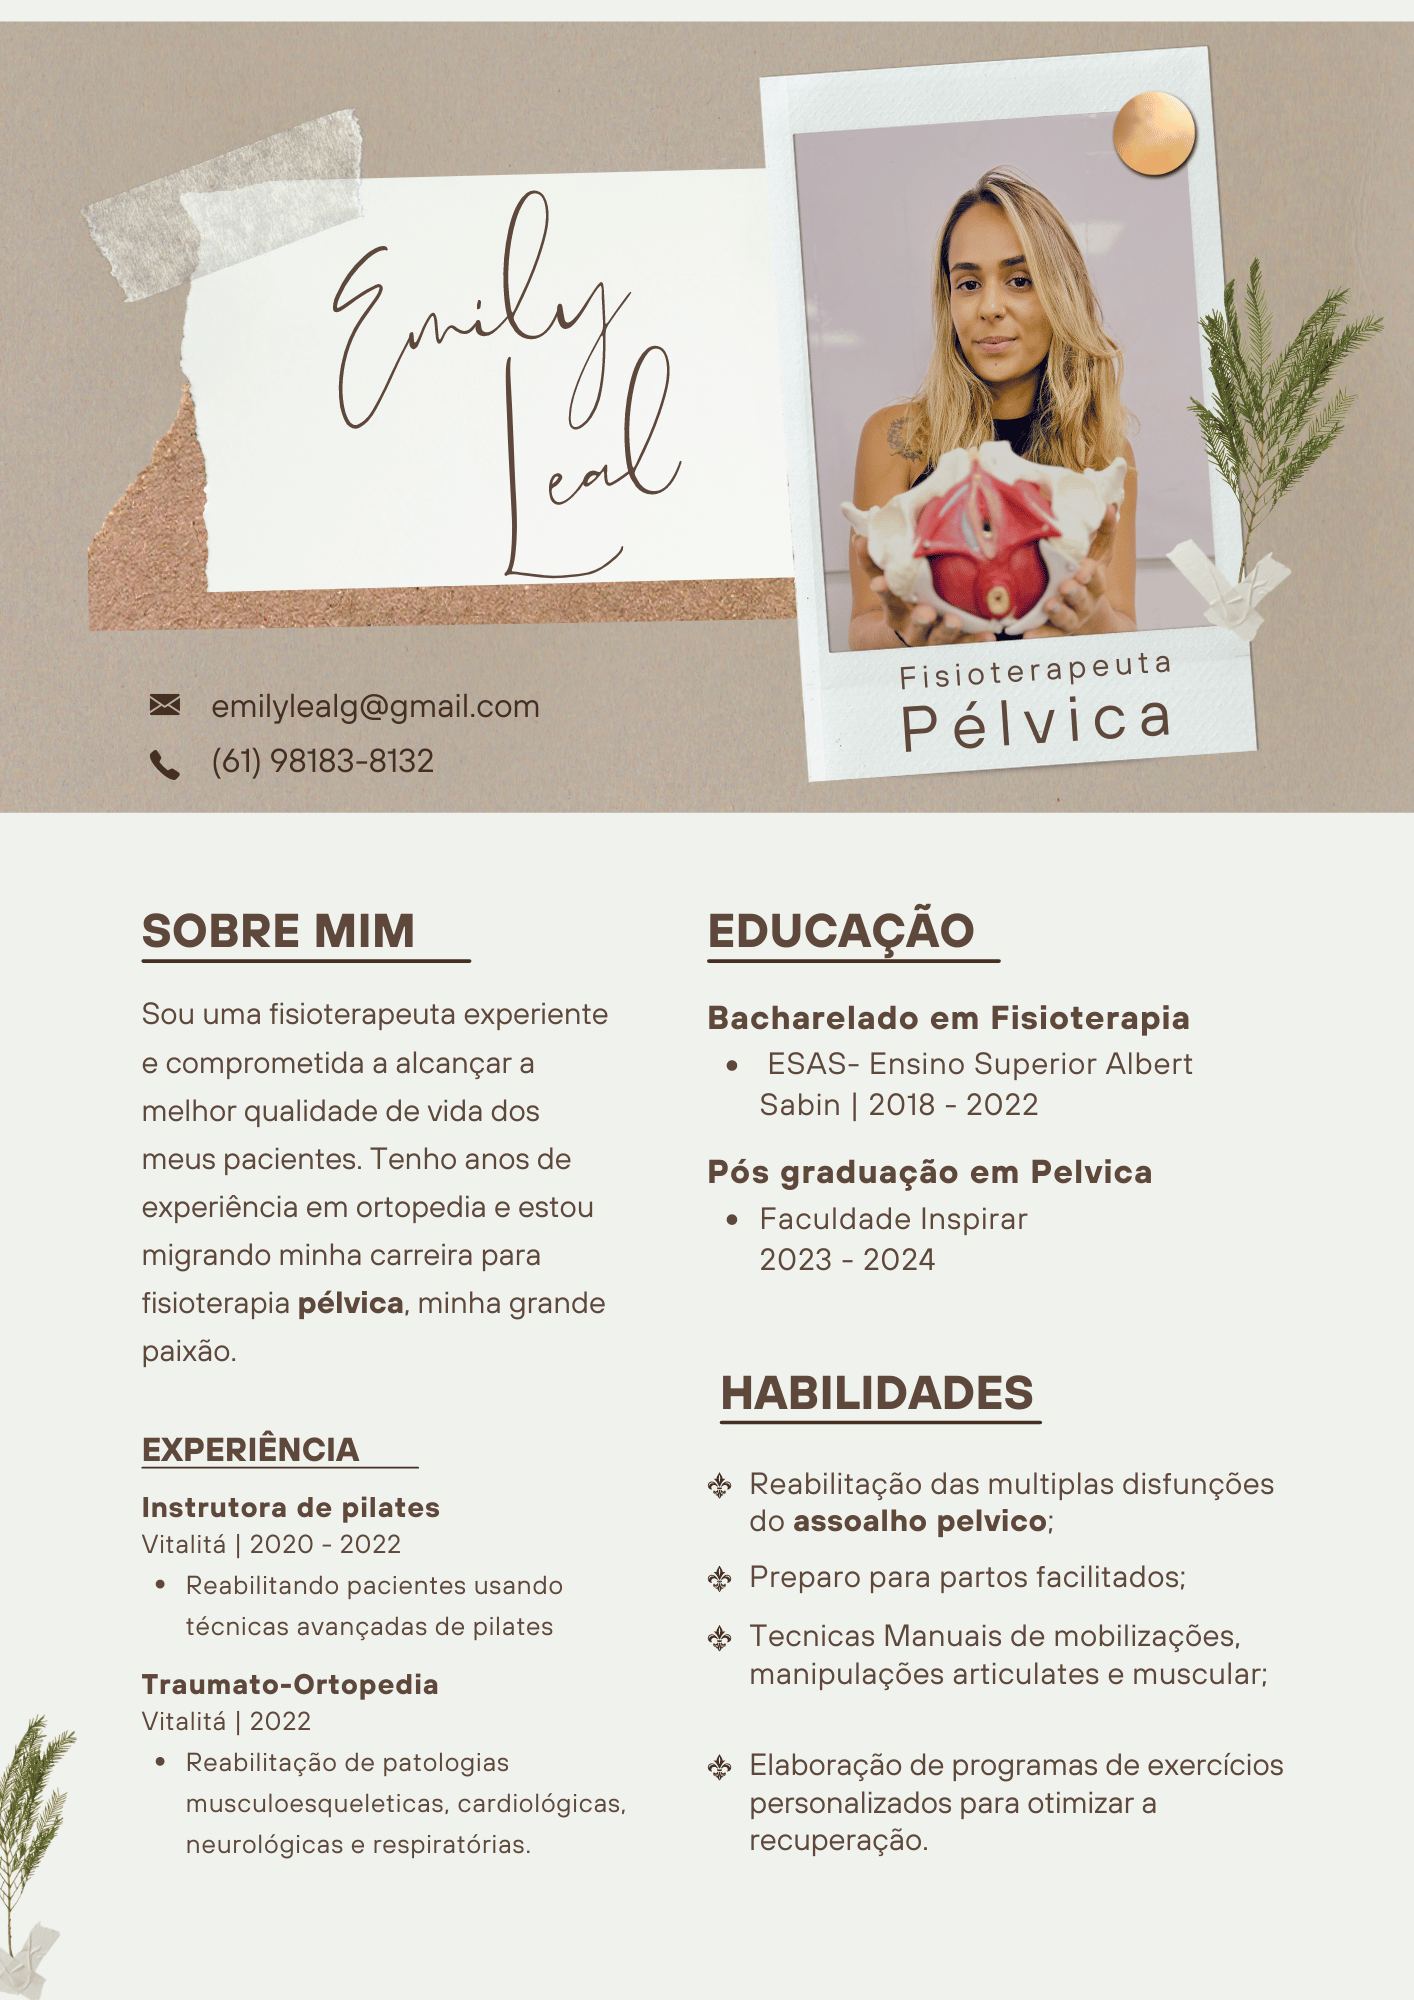 Emily
Leal
Fisioterapeuta
Pélvica
emilylealg@gmail.com
(61) 98183-8132
SOBRE MIM
Sou uma fisioterapeuta experiente
e comprometida a alcançar a
melhor qualidade de vida dos
meus pacientes. Tenho anos de
experiência em ortopedia e estou
migrando minha carreira para
fisioterapia pélvica, minha grande
paixão.
EXPERIÊNCIA
Instrutora de pilates
Vitalitá | 2020 - 2022
• Reabilitando pacientes usando
técnicas avançadas de pilates
Traumato-Ortopedia
Vitalitá | 2022
• Reabilitação de patologias
musculoesqueleticas, cardiológicas,
neurológicas e respiratórias.
EDUCAÇÃO
Bacharelado em Fisioterapia
• ESAS- Ensino Superior Albert
Sabin | 2018 - 2022
Pós graduação em Pelvica
• Faculdade Inspirar
2023 - 2024
HABILIDADES
⚜ Reabilitação das multiplas disfunções
do assoalho pelvico;
⚜ Preparo para partos facilitados;
⚜ Tecnicas Manuais de mobilizações,
manipulações articulates e muscular;
⚜ Elaboração de programas de exercícios
personalizados para otimizar a
recuperação.